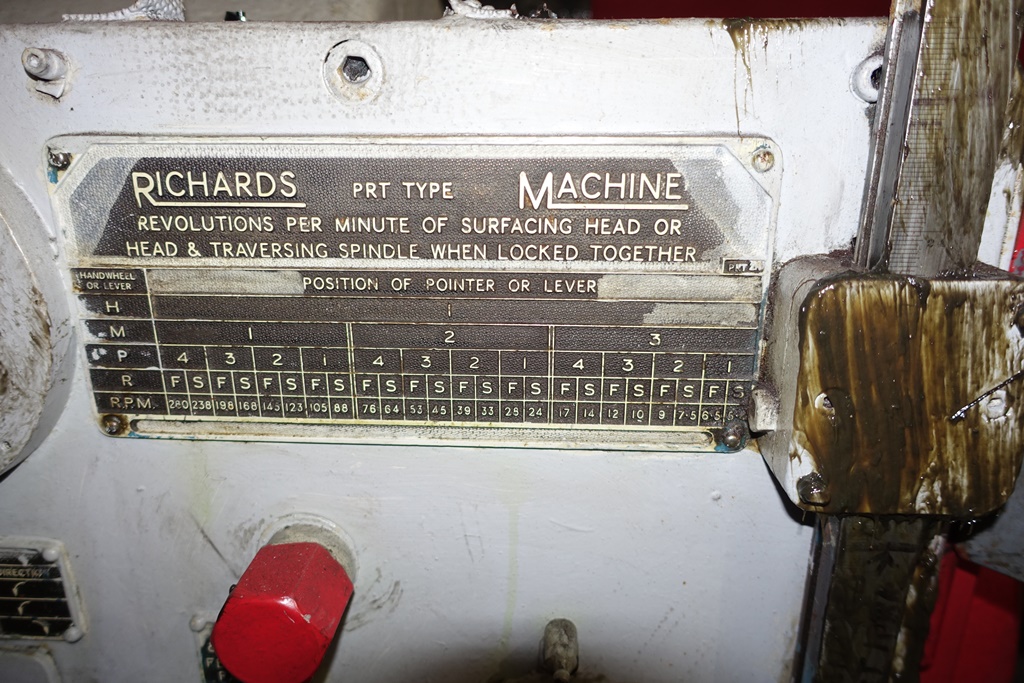 RICHARDS PRT TYPE MACHINE
REVOLUTIONS PER MINUTE OF SURFACING HEAD OR
HEAD & TRAVERSING SPINDLE WHEN LOCKED TOGETHER
HANDWHEEL
OR LEVER
POSITION OF POINTER OR LEVER
H 1
M 1 2 3
P 4 3 2 1 4 3 2 1 4 3 2 1
R F S F S F S F S F S F S F S F S F S F S F S F S
R.P.M. 280 238 198 168 145 123 105 88 76 64 53 45 39 33 28 24 17 14 12 10 9 7·5 6·5